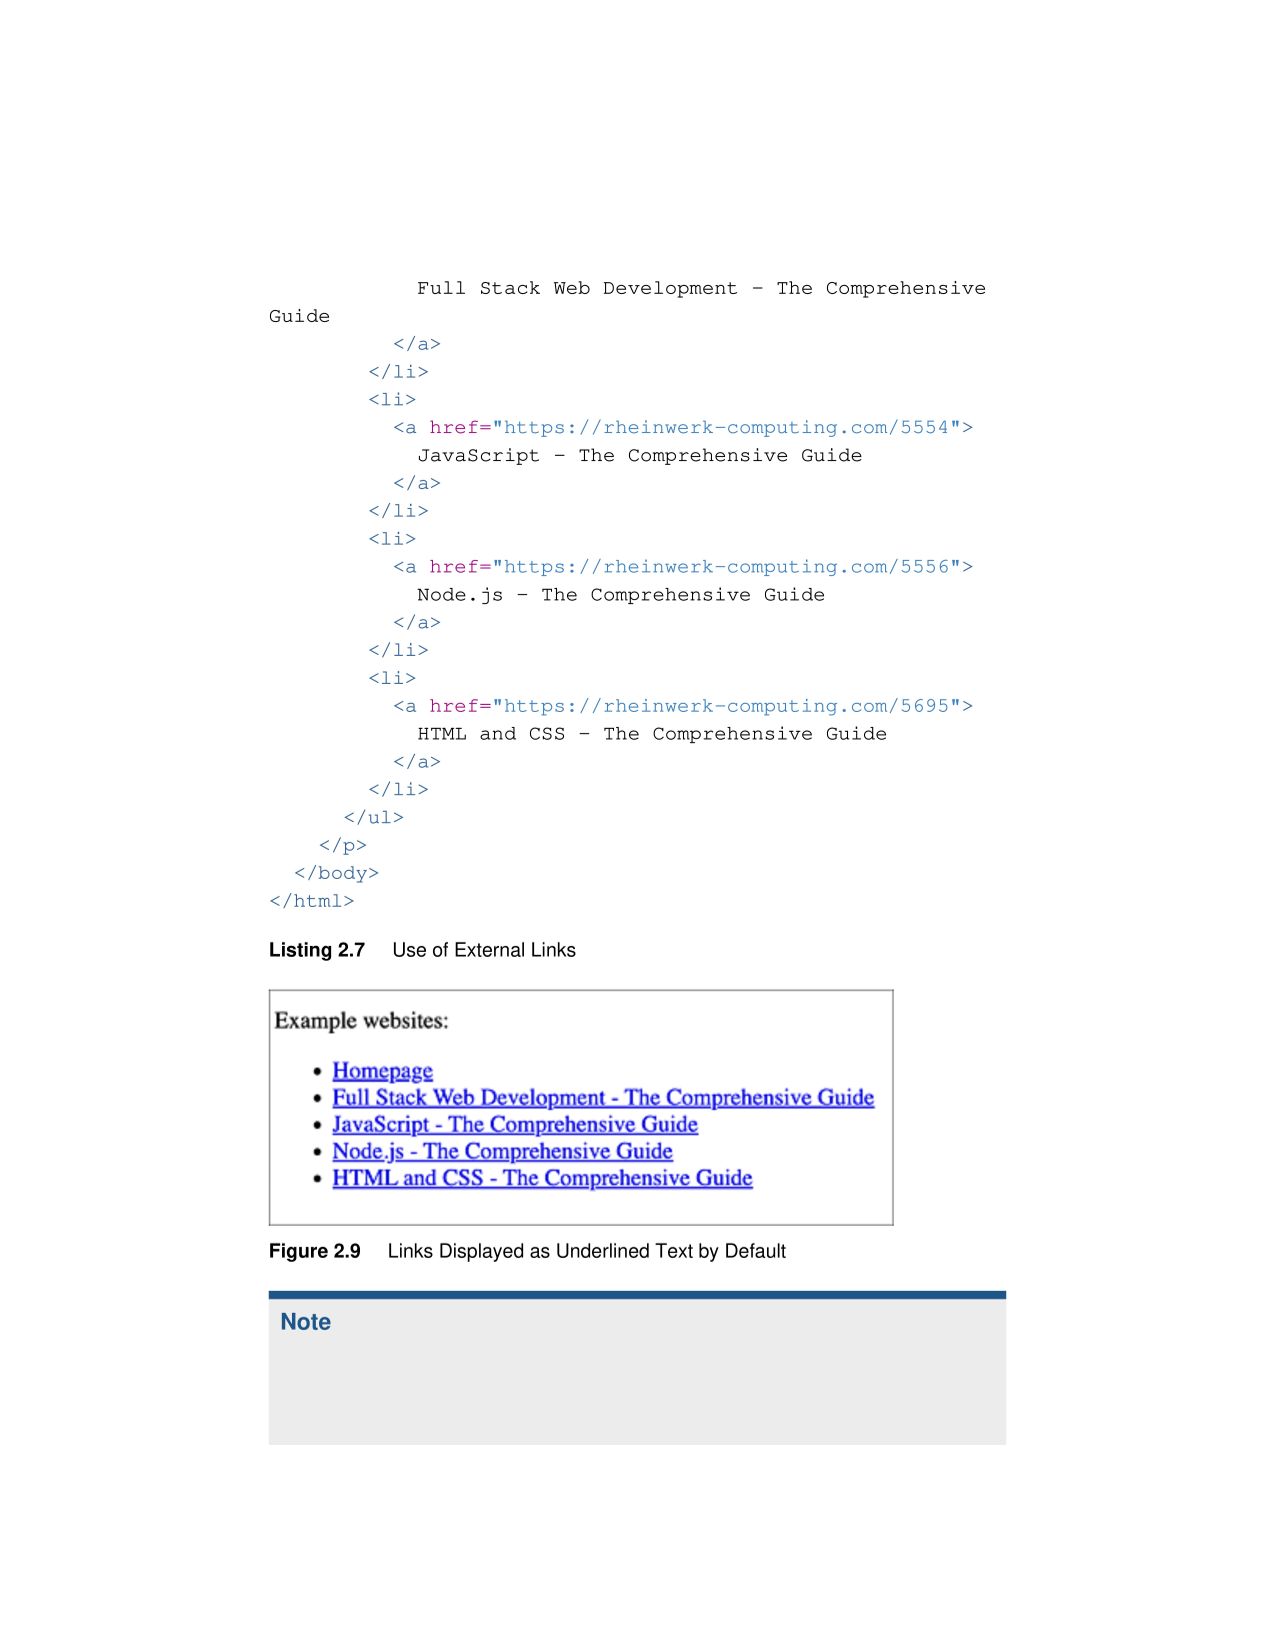 Full Stack Web Development - The Comprehensive
Guide
          </a>
        </li>
        <li>
          <a href="https://rheinwerk-computing.com/5554">
            JavaScript - The Comprehensive Guide
          </a>
        </li>
        <li>
          <a href="https://rheinwerk-computing.com/5556">
            Node.js - The Comprehensive Guide
          </a>
        </li>
        <li>
          <a href="https://rheinwerk-computing.com/5695">
            HTML and CSS - The Comprehensive Guide
          </a>
        </li>
      </ul>
    </p>
  </body>
</html>
Listing 2.7 Use of External Links
Example websites:
• Homepage
• Full Stack Web Development - The Comprehensive Guide
• JavaScript - The Comprehensive Guide
• Node.js - The Comprehensive Guide
• HTML and CSS - The Comprehensive Guide
Figure 2.9 Links Displayed as Underlined Text by Default
Note